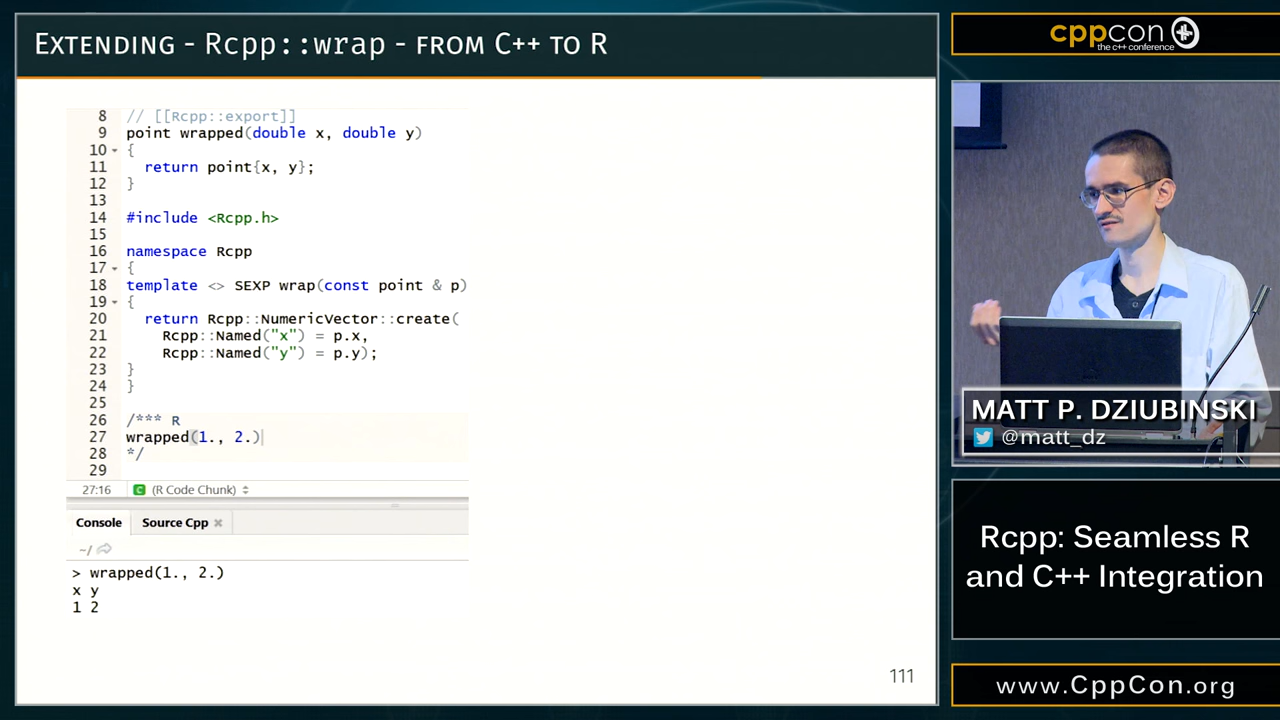 EXTENDING - Rcpp::wrap - FROM C++ TO R
8 // [[Rcpp::export]]
9 point wrapped(double x, double y)
10 {
11 return point{x, y};
12 }
13
14 #include <Rcpp.h>
15
16 namespace Rcpp
17 {
18 template <> SEXP wrap(const point & p)
19 {
20 return Rcpp::NumericVector::create(
21 Rcpp::Named("x") = p.x,
22 Rcpp::Named("y") = p.y);
23 }
24 }
25
26 /*** R
27 wrapped(1., 2.)
28 */
29
27:16 C (R Code Chunk)
Console Source Cpp
~/
> wrapped(1., 2.)
x y
1 2
111
cppcon
the c++ conference
MATT P. DZIUBINSKI
@matt_dz
Rcpp: Seamless R
and C++ Integration
www.CppCon.org